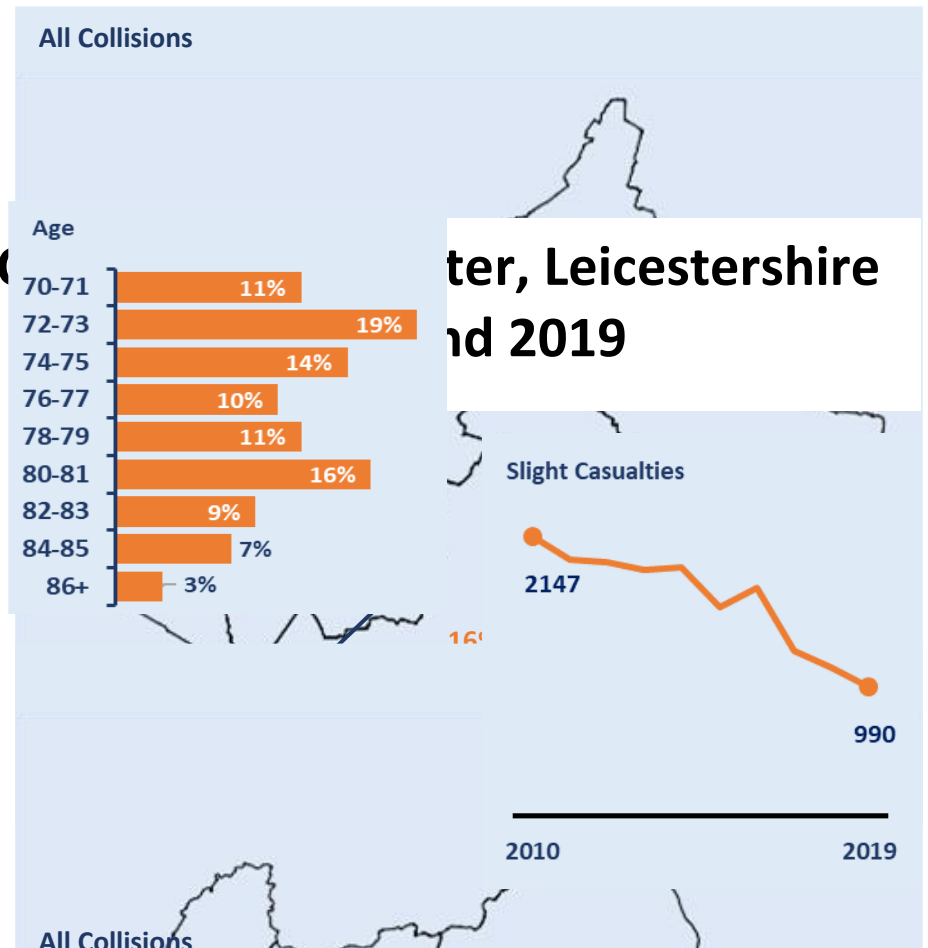 All Collisions
ter, Leicestershire
nd 2019
Age
70-71 11%
72-73 19%
74-75 14%
76-77 10%
78-79 11%
80-81 16%
82-83 9%
84-85 7%
86+ 3%
16%
Slight Casualties
2147
990
2010 2019
All Collisions